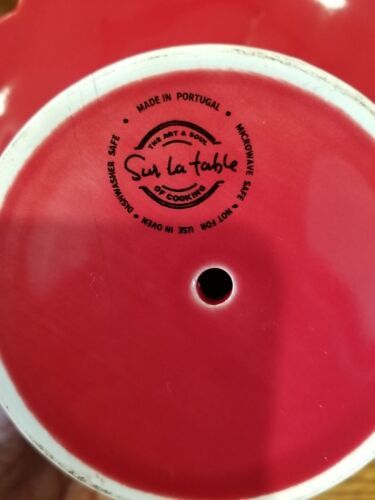 • MADE IN PORTUGAL •
MICROWAVE SAFE • NOT FOR USE IN OVEN • DISHWASHER SAFE
THE ART & SOUL
Sur la table
OF COOKING